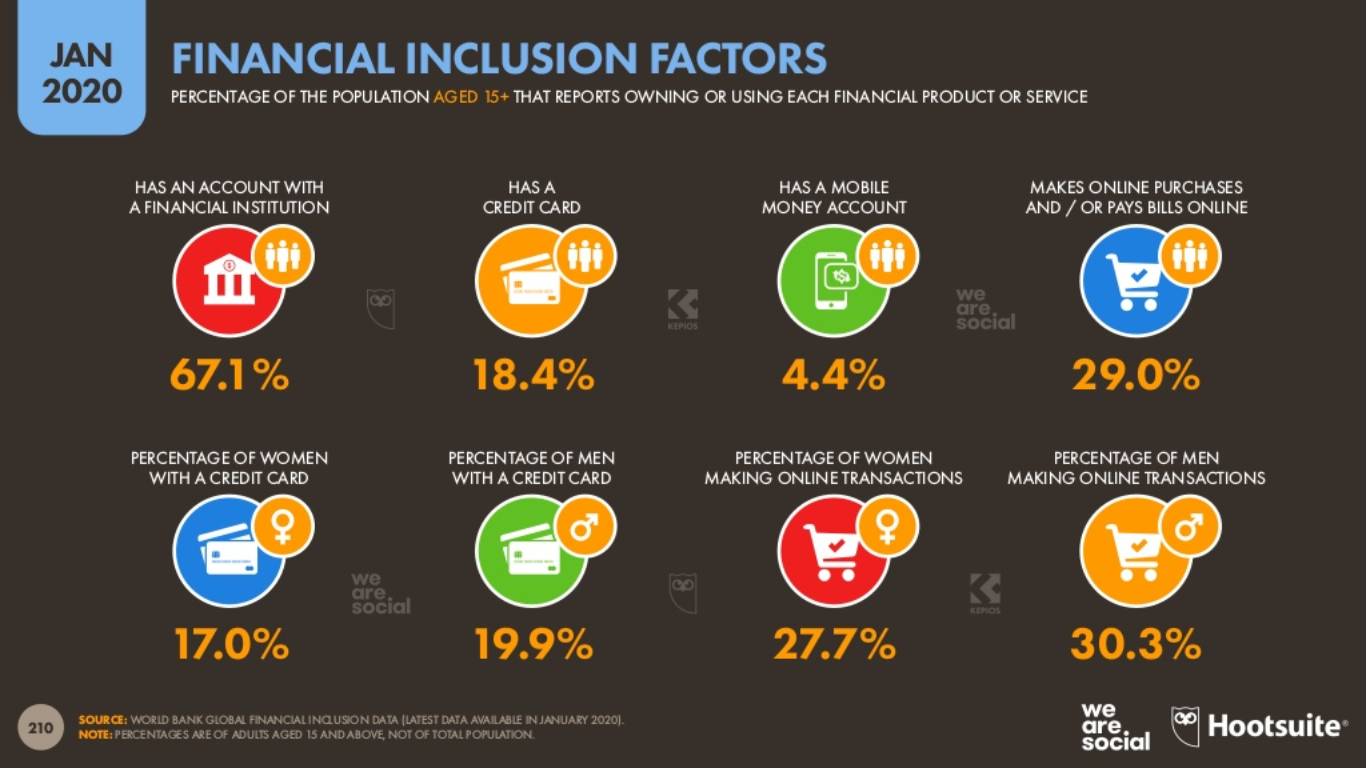 JAN
2020
FINANCIAL INCLUSION FACTORS
PERCENTAGE OF THE POPULATION AGED 15+ THAT REPORTS OWNING OR USING EACH FINANCIAL PRODUCT OR SERVICE
HAS AN ACCOUNT WITH
A FINANCIAL INSTITUTION
67.1%
HAS A
CREDIT CARD
18.4%
HAS A MOBILE
MONEY ACCOUNT
4.4%
MAKES ONLINE PURCHASES
AND / OR PAYS BILLS ONLINE
29.0%
KEPIOS
we
are
social
PERCENTAGE OF WOMEN
WITH A CREDIT CARD
17.0%
PERCENTAGE OF MEN
WITH A CREDIT CARD
19.9%
PERCENTAGE OF WOMEN
MAKING ONLINE TRANSACTIONS
27.7%
PERCENTAGE OF MEN
MAKING ONLINE TRANSACTIONS
30.3%
we
are
social
KEPIOS
210
SOURCE: WORLD BANK GLOBAL FINANCIAL INCLUSION DATA (LATEST DATA AVAILABLE IN JANUARY 2020).
NOTE: PERCENTAGES ARE OF ADULTS AGED 15 AND ABOVE, NOT OF TOTAL POPULATION.
we
are
social
Hootsuite®